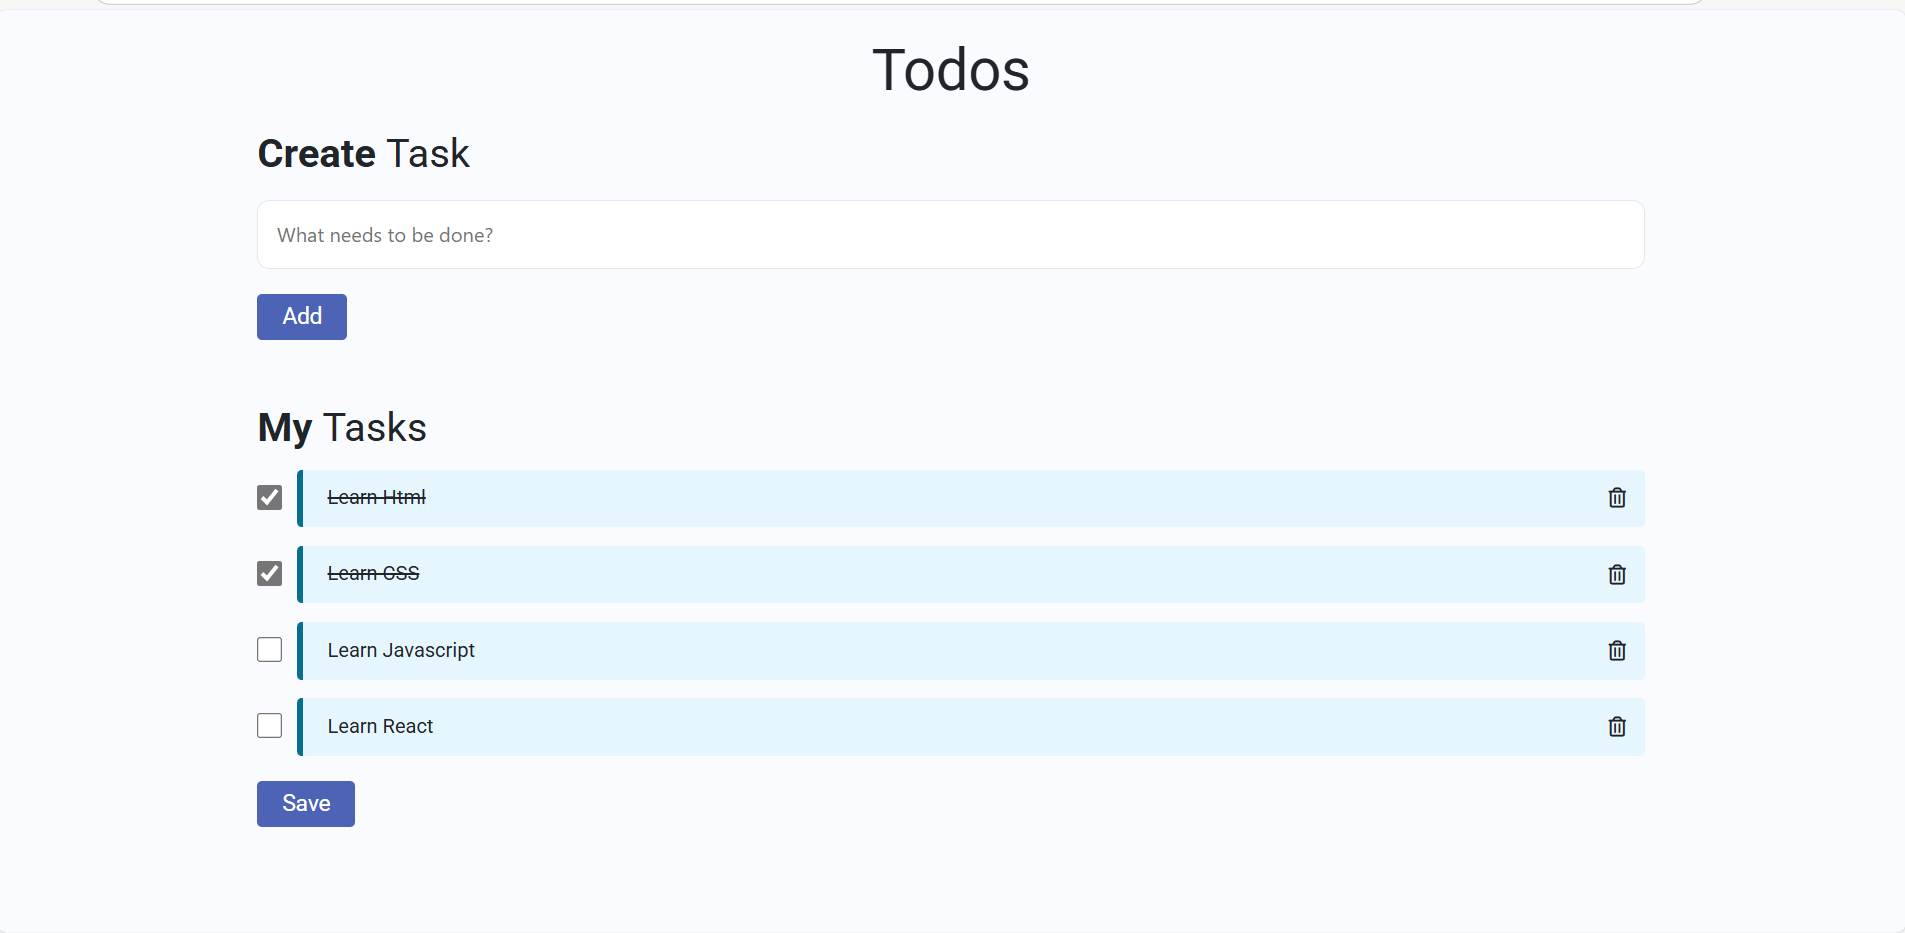 Todos
Create Task
What needs to be done?
Add
My Tasks
Learn Html
Learn CSS
Learn Javascript
Learn React
Save